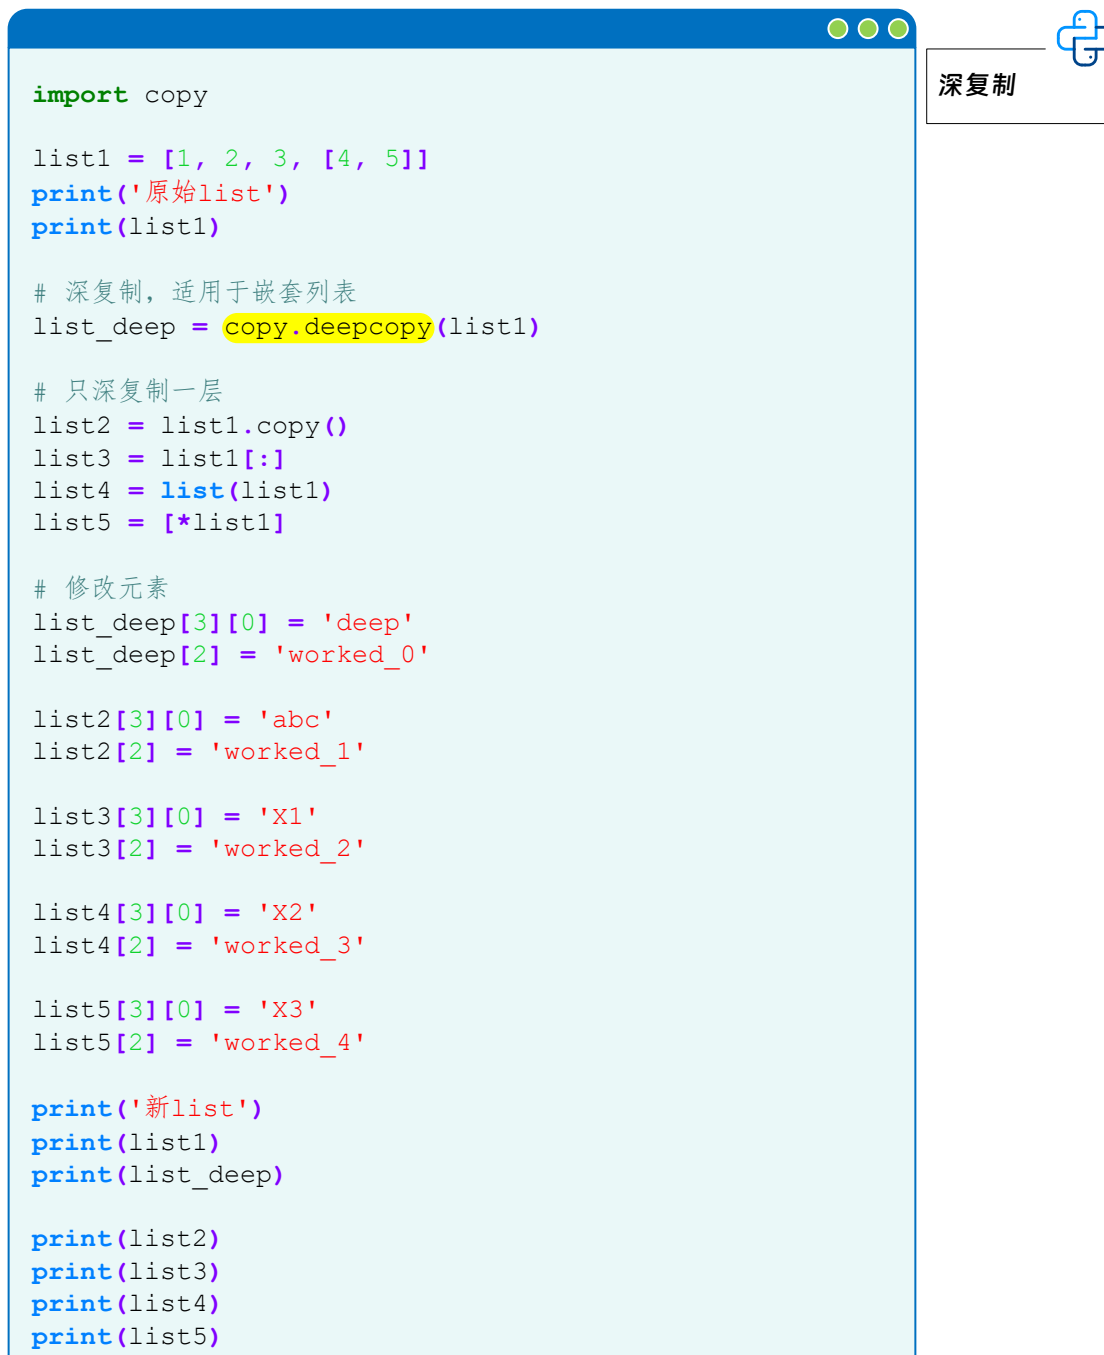 深复制
import copy
list1 = [1, 2, 3, [4, 5]]
print('原始list')
print(list1)
# 深复制，适用于嵌套列表
list_deep = copy.deepcopy(list1)
# 只深复制一层
list2 = list1.copy()
list3 = list1[:]
list4 = list(list1)
list5 = [*list1]
# 修改元素
list_deep[3][0] = 'deep'
list_deep[2] = 'worked_0'
list2[3][0] = 'abc'
list2[2] = 'worked_1'
list3[3][0] = 'X1'
list3[2] = 'worked_2'
list4[3][0] = 'X2'
list4[2] = 'worked_3'
list5[3][0] = 'X3'
list5[2] = 'worked_4'
print('新list')
print(list1)
print(list_deep)
print(list2)
print(list3)
print(list4)
print(list5)